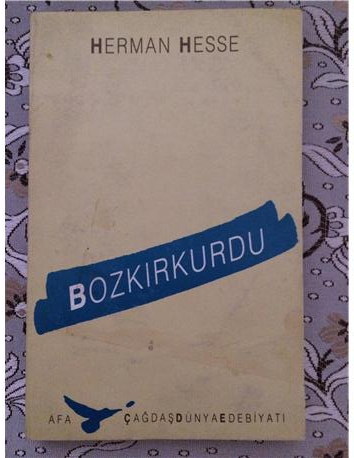 HERMAN HESSE
BOZKIRKURDU
AFA ÇAĞDAŞDÜNYAEDEBİYATI